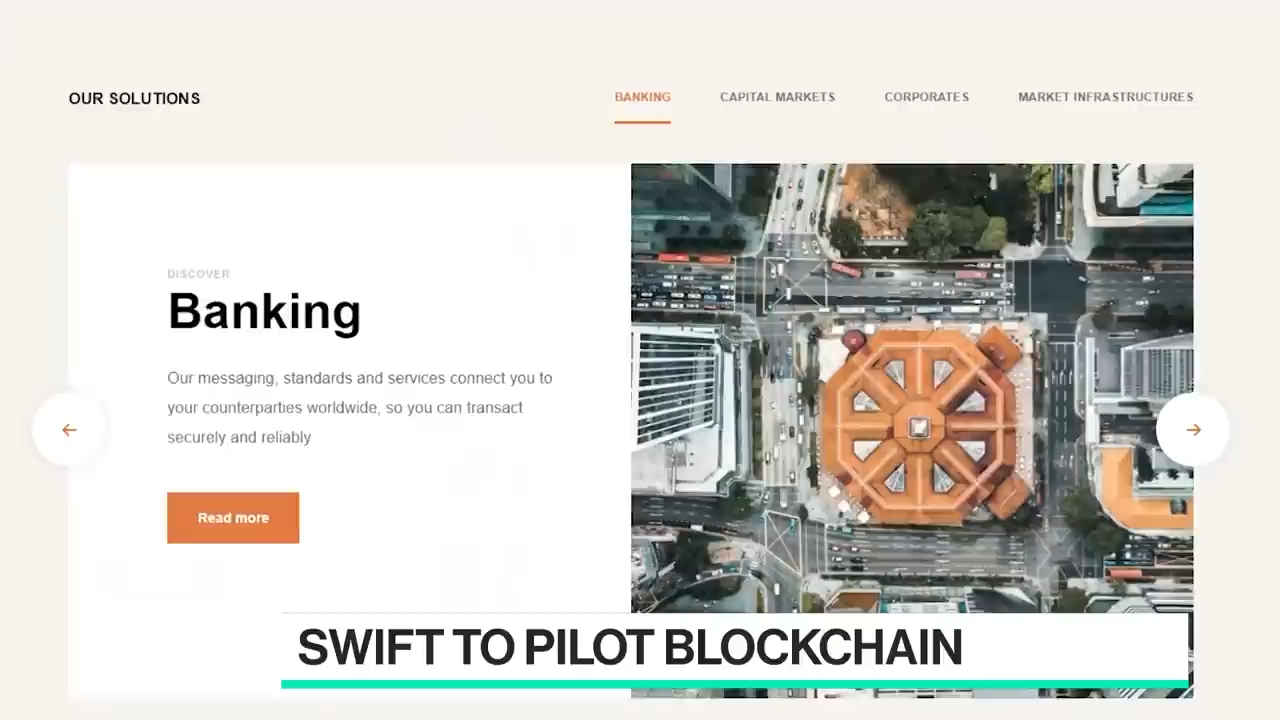 OUR SOLUTIONS
BANKING
CAPITAL MARKETS
CORPORATES
MARKET INFRASTRUCTURES
DISCOVER
Banking
Our messaging, standards and services connect you to
your counterparties worldwide, so you can transact
securely and reliably
Read more
SWIFT TO PILOT BLOCKCHAIN